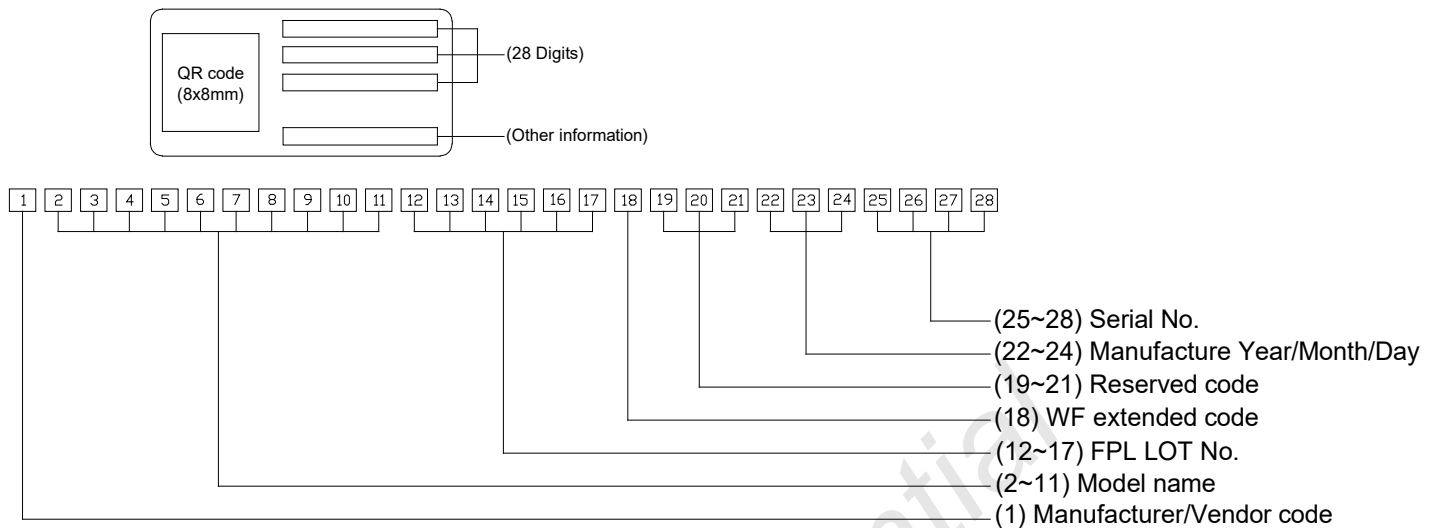 QR code
(8x8mm)
(28 Digits)
(Other information)
1 2 3 4 5 6 7 8 9 10 11 12 13 14 15 16 17 18 19 20 21 22 23 24 25 26 27 28
(25~28) Serial No.
(22~24) Manufacture Year/Month/Day
(19~21) Reserved code
(18) WF extended code
(12~17) FPL LOT No.
(2~11) Model name
(1) Manufacturer/Vendor code
ntial